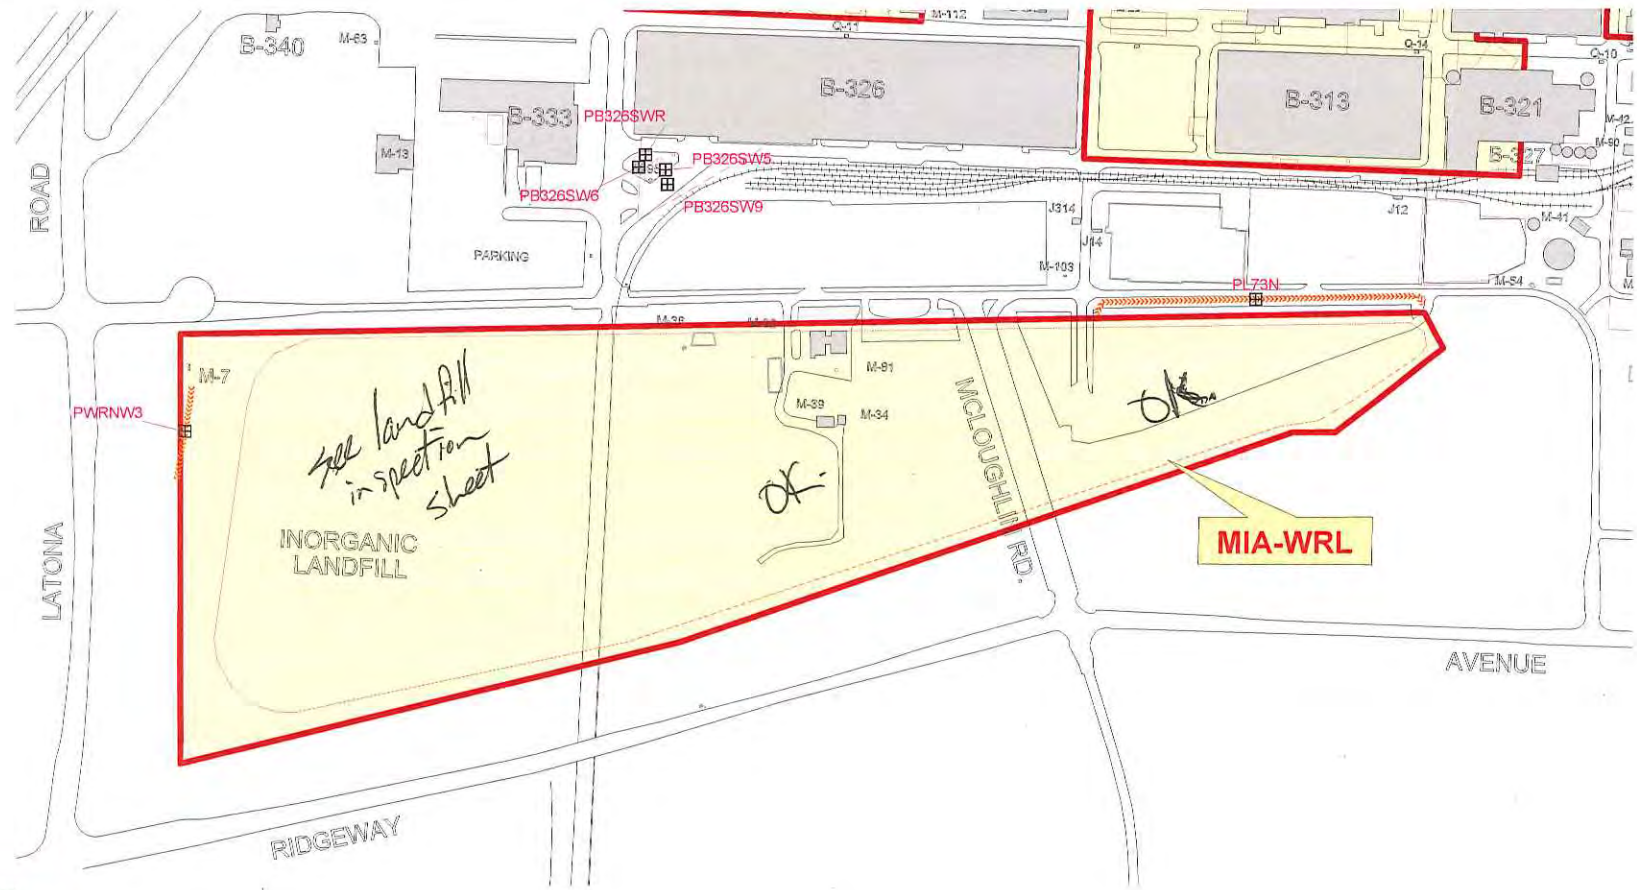 M-112
Q-11
B-340
M-63
Q-14
Q-10
B-326
B-313
B-321
B-333
PB326SWR
M-42
M-90
M-13
PB326SW5
B-327
ROAD
PB326SW6
PB326SW9
J314
J12
M-41
J14
PARKING
M-103
PL73N
M-54
M-38
M-7
M-91
PWRNW3
M-39
M-34
see landfill
inspection
sheet
OK.
OK
MCLOUGHLIN RD.
INORGANIC
LANDFILL
MIA-WRL
LATONA
AVENUE
RIDGEWAY